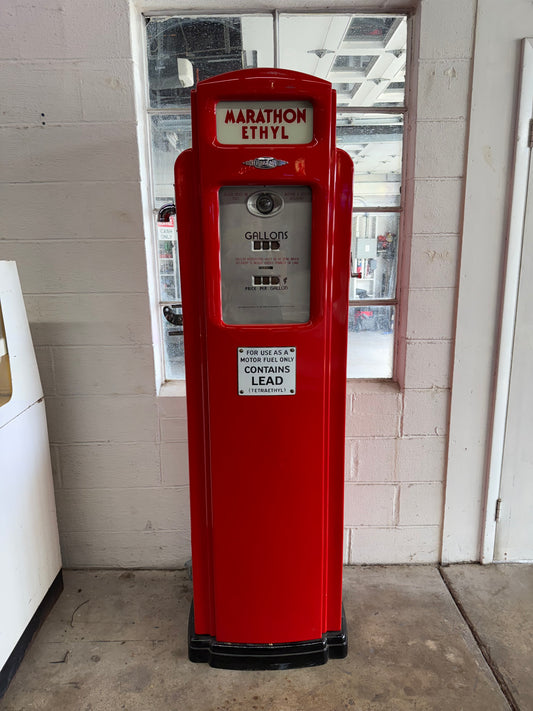 MARATHON
ETHYL
GALLONS
PRICE PER GALLON
FOR USE AS A
MOTOR FUEL ONLY
CONTAINS
LEAD
(TETRAETHYL)